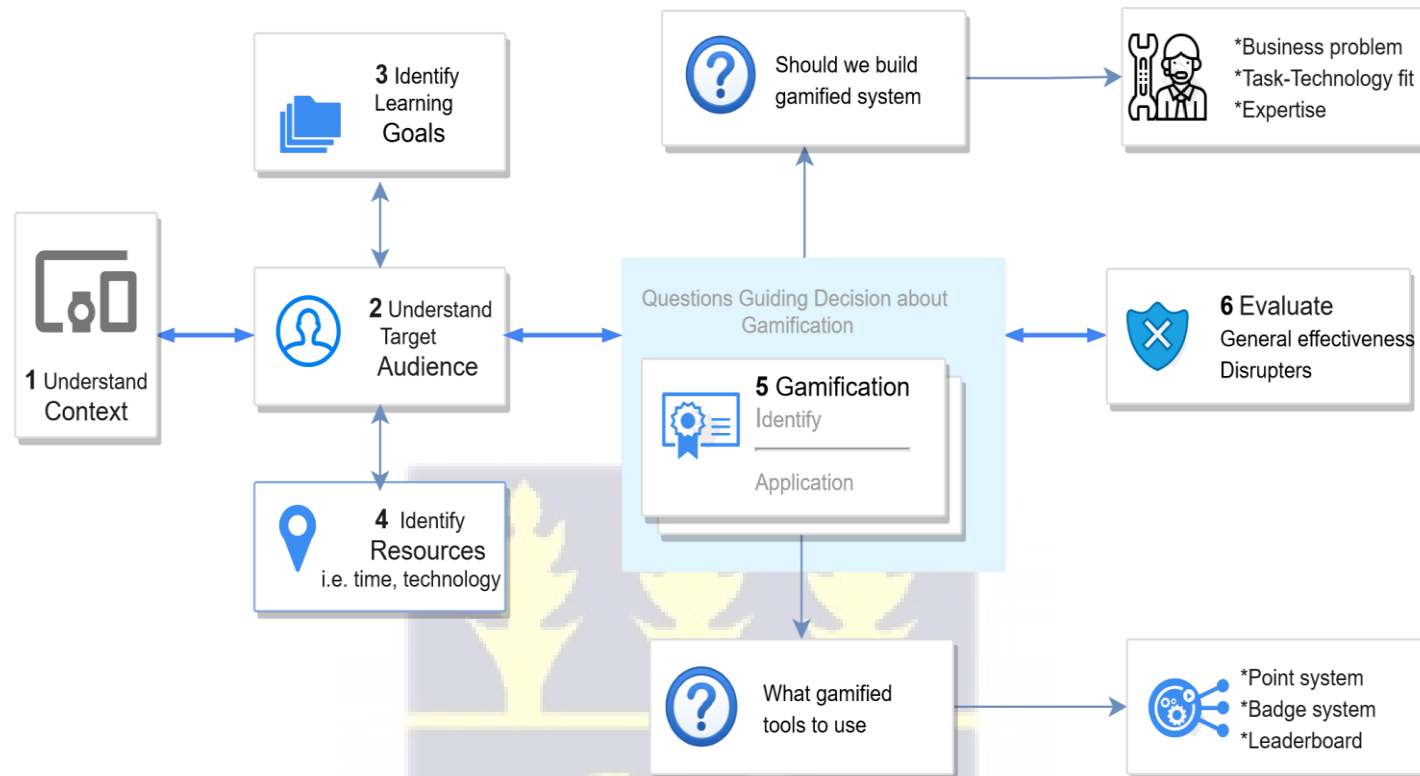 3 Identify
Learning
Goals
Should we build
gamified system
*Business problem
*Task-Technology fit
*Expertise
1 Understand
Context
2 Understand
Target
Audience
Questions Guiding Decision about
Gamification
5 Gamification
Identify
Application
6 Evaluate
General effectiveness
Disrupters
4 Identify
Resources
i.e. time, technology
What gamified
tools to use
*Point system
*Badge system
*Leaderboard